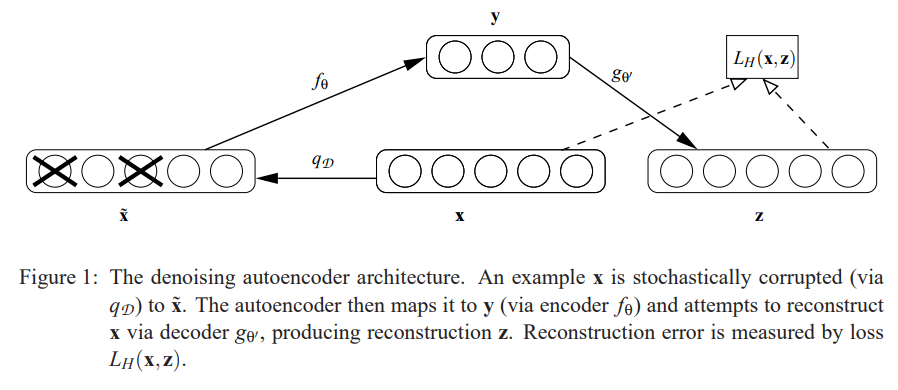 y
L_H(x,z)
f_θ
g_θ′
q_𝒟
x̃
x
z
Figure 1: The denoising autoencoder architecture. An example x is stochastically corrupted (via
q_𝒟) to x̃. The autoencoder then maps it to y (via encoder f_θ) and attempts to reconstruct
x via decoder g_θ′, producing reconstruction z. Reconstruction error is measured by loss
L_H(x,z).